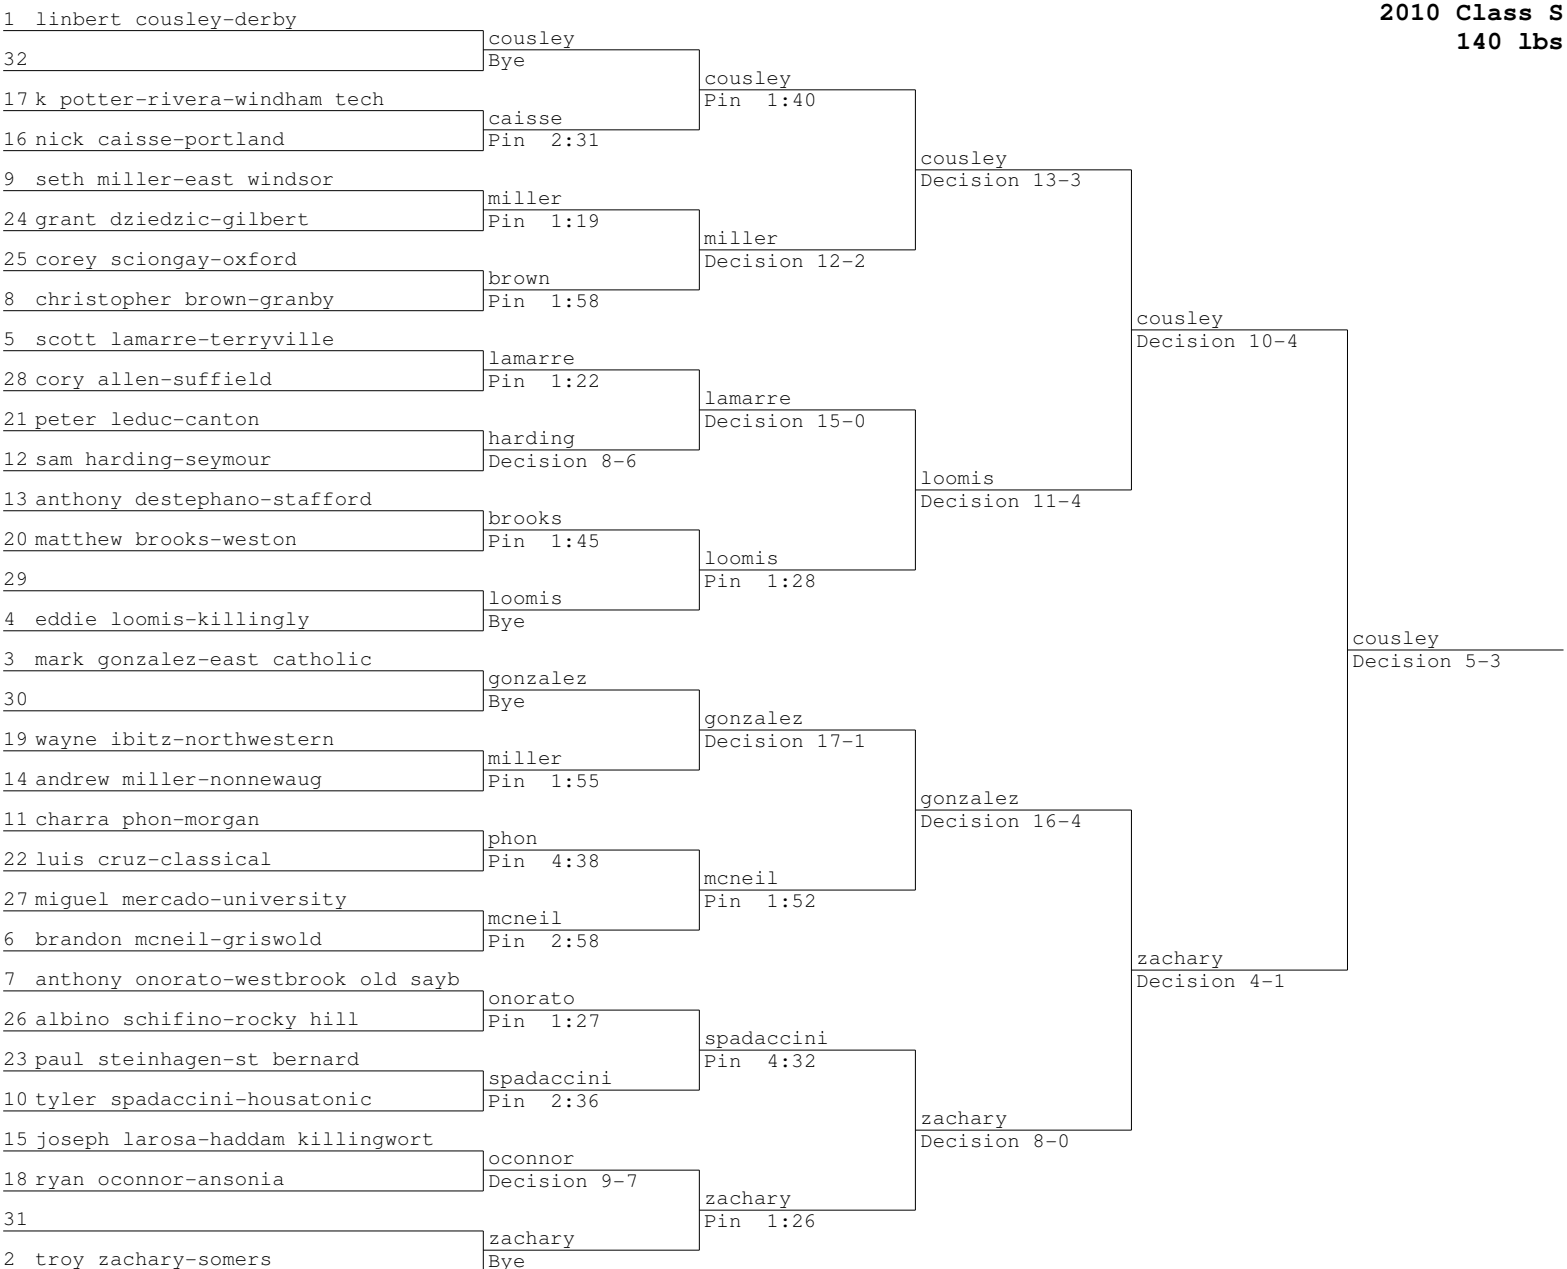 2010 Class S
140 lbs
1 linbert cousley-derby
32
17 k potter-rivera-windham tech
16 nick caisse-portland
9 seth miller-east windsor
24 grant dziedzic-gilbert
25 corey sciongay-oxford
8 christopher brown-granby
5 scott lamarre-terryville
28 cory allen-suffield
21 peter leduc-canton
12 sam harding-seymour
13 anthony destephano-stafford
20 matthew brooks-weston
29
4 eddie loomis-killingly
3 mark gonzalez-east catholic
30
19 wayne ibitz-northwestern
14 andrew miller-nonnewaug
11 charra phon-morgan
22 luis cruz-classical
27 miguel mercado-university
6 brandon mcneil-griswold
7 anthony onorato-westbrook old sayb
26 albino schifino-rocky hill
23 paul steinhagen-st bernard
10 tyler spadaccini-housatonic
15 joseph larosa-haddam killingwort
18 ryan oconnor-ansonia
31
2 troy zachary-somers
cousley
Bye
caisse
Pin 2:31
miller
Pin 1:19
brown
Pin 1:58
lamarre
Pin 1:22
harding
Decision 8-6
brooks
Pin 1:45
loomis
Bye
gonzalez
Bye
miller
Pin 1:55
phon
Pin 4:38
mcneil
Pin 2:58
onorato
Pin 1:27
spadaccini
Pin 2:36
oconnor
Decision 9-7
zachary
Bye
cousley
Pin 1:40
miller
Decision 12-2
lamarre
Decision 15-0
loomis
Pin 1:28
gonzalez
Decision 17-1
mcneil
Pin 1:52
spadaccini
Pin 4:32
zachary
Pin 1:26
cousley
Decision 13-3
loomis
Decision 11-4
gonzalez
Decision 16-4
zachary
Decision 8-0
cousley
Decision 10-4
zachary
Decision 4-1
cousley
Decision 5-3